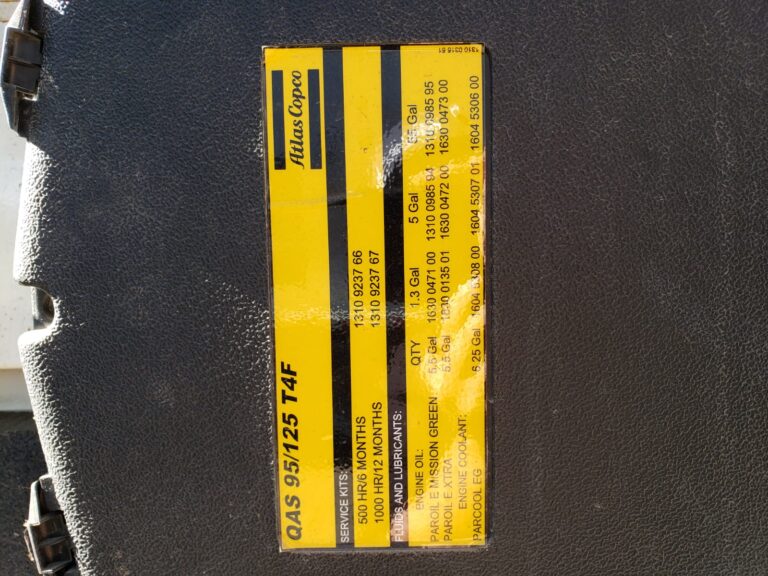 QAS 95/125 T4F Atlas Copco
SERVICE KITS:
500 HR/6 MONTHS 1310 9237 66
1000 HR/12 MONTHS 1310 9237 67
FLUIDS AND LUBRICANTS:
QTY 1.3 Gal 5 Gal 55 Gal
ENGINE OIL:
PAROIL E MISSION GREEN 5.5 Gal 1630 0471 00 1310 0985 94 1310 0985 95
PAROIL E XTRA 5.5 Gal 1630 0135 01 1630 0472 00 1630 0473 00
ENGINE COOLANT:
PARCOOL EG 6.25 Gal 1604 5308 00 1604 5307 01 1604 5306 00
1310 0315 51